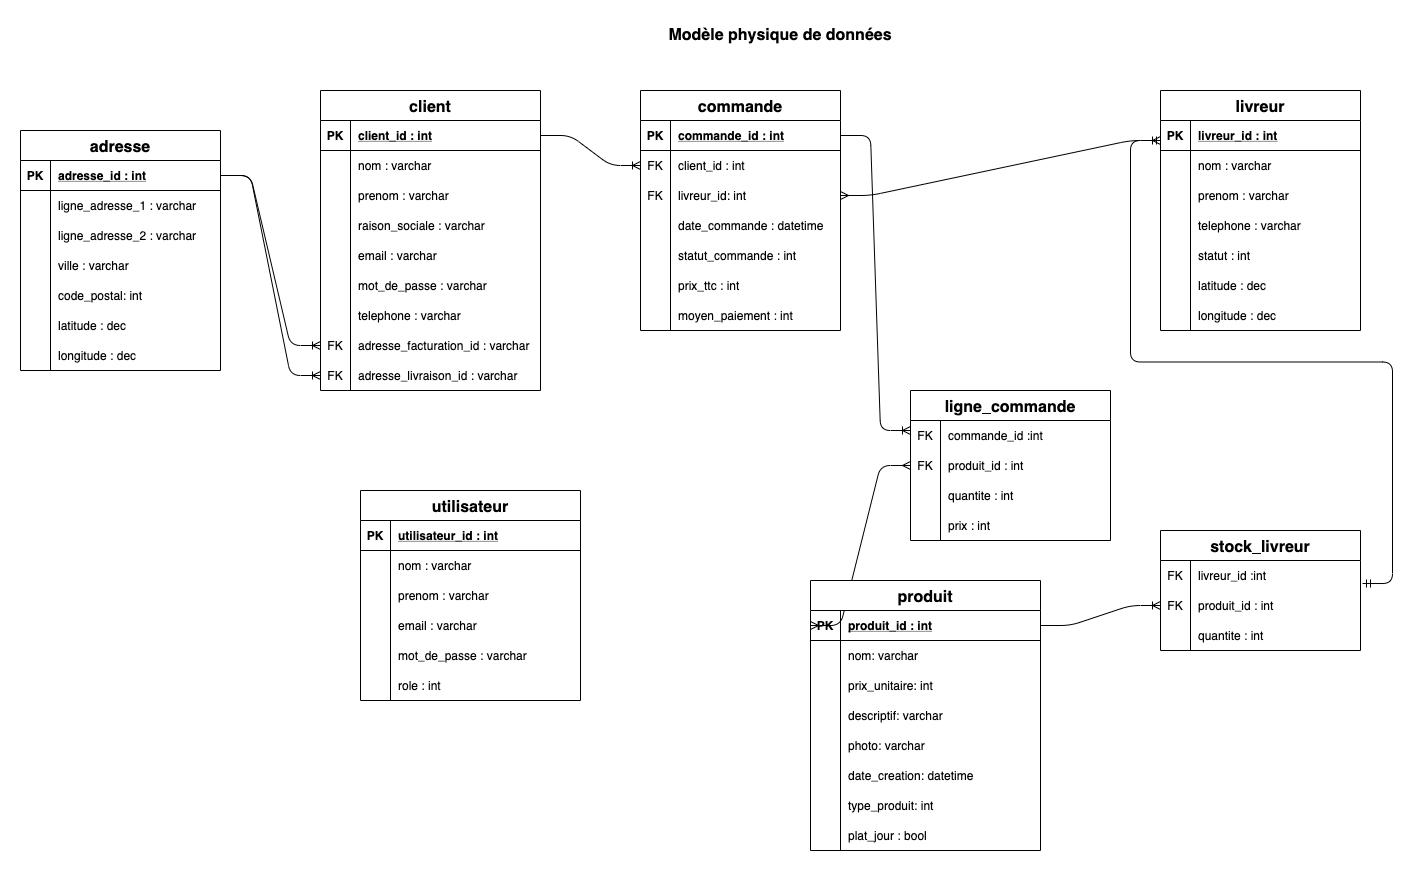 Modèle physique de données
adresse
PK adresse_id : int
ligne_adresse_1 : varchar
ligne_adresse_2 : varchar
ville : varchar
code_postal: int
latitude : dec
longitude : dec
client
PK client_id : int
nom : varchar
prenom : varchar
raison_sociale : varchar
email : varchar
mot_de_passe : varchar
telephone : varchar
FK adresse_facturation_id : varchar
FK adresse_livraison_id : varchar
commande
PK commande_id : int
FK client_id : int
FK livreur_id: int
date_commande : datetime
statut_commande : int
prix_ttc : int
moyen_paiement : int
livreur
PK livreur_id : int
nom : varchar
prenom : varchar
telephone : varchar
statut : int
latitude : dec
longitude : dec
ligne_commande
FK commande_id :int
FK produit_id : int
quantite : int
prix : int
utilisateur
PK utilisateur_id : int
nom : varchar
prenom : varchar
email : varchar
mot_de_passe : varchar
role : int
stock_livreur
FK livreur_id :int
FK produit_id : int
quantite : int
produit
PK produit_id : int
nom: varchar
prix_unitaire: int
descriptif: varchar
photo: varchar
date_creation: datetime
type_produit: int
plat_jour : bool